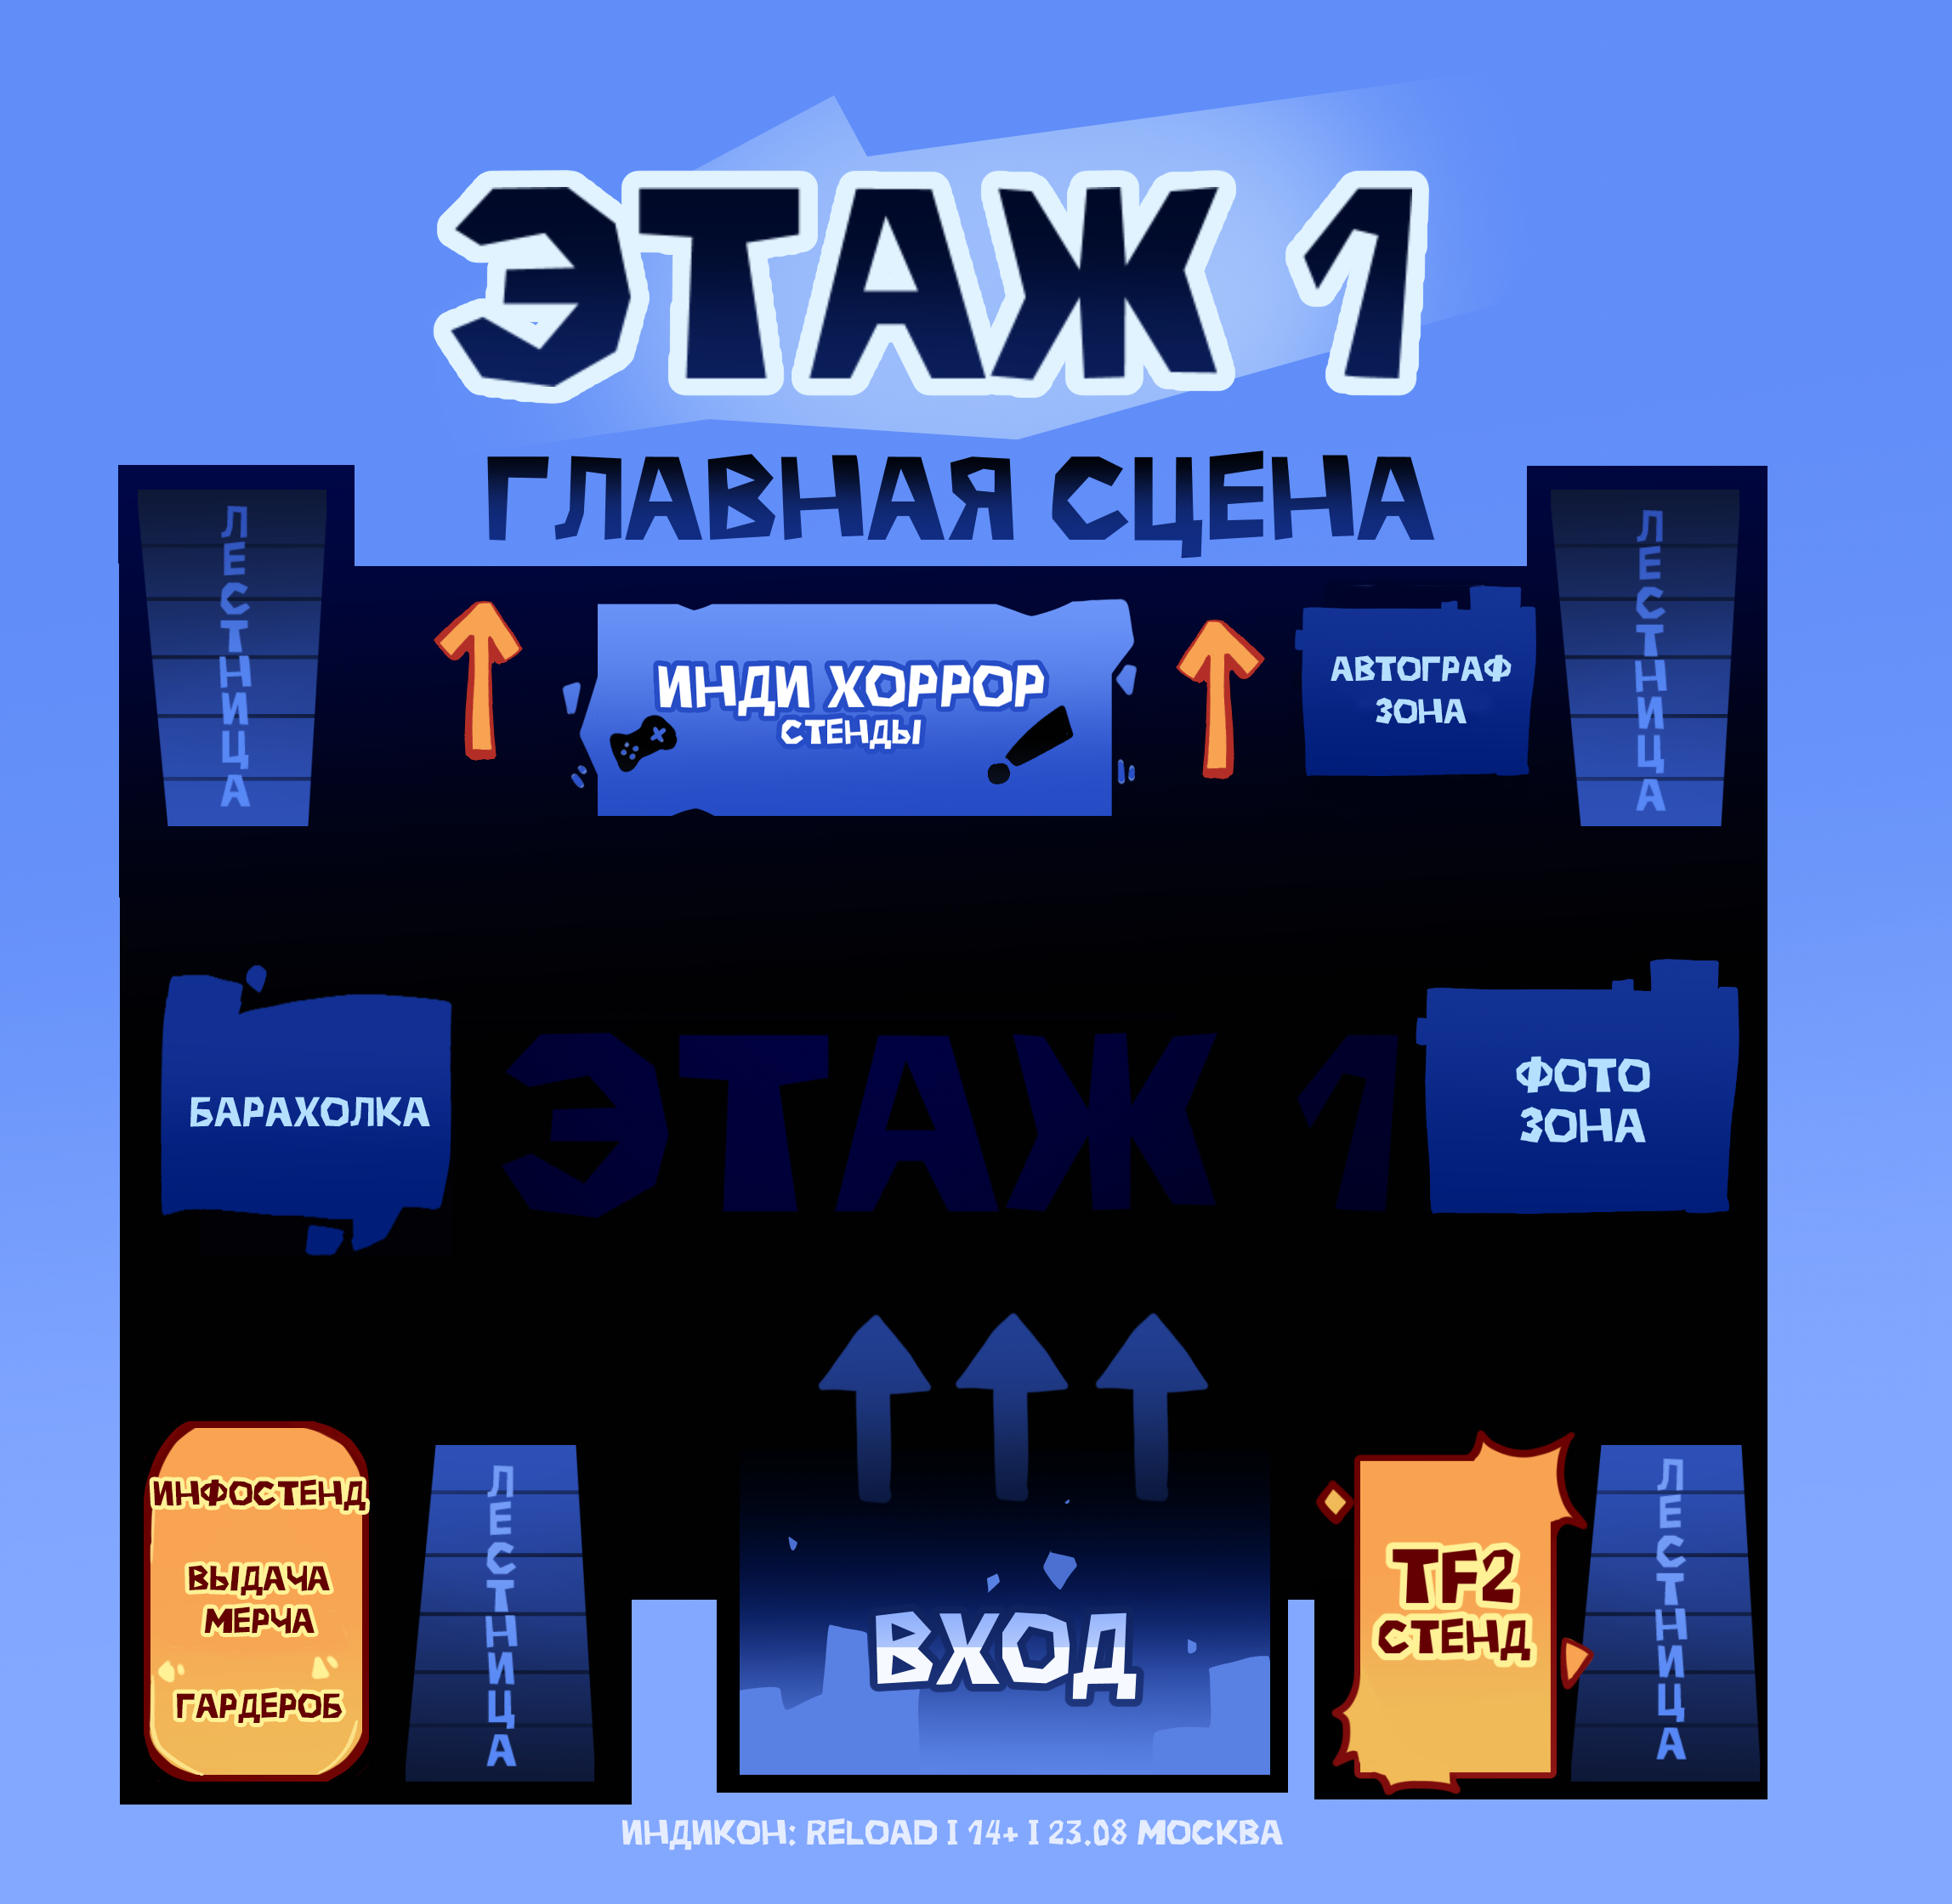 ЭТАЖ 1
ГЛАВНАЯ СЦЕНА
ЛЕСТНИЦА
ИНДИ ХОРРОР
СТЕНДЫ
АВТОГРАФ
ЗОНА
ЛЕСТНИЦА
БАРАХОЛКА
ЭТАЖ 1
ФОТО
ЗОНА
ИНФОСТЕНД
ВЫДАЧА
МЕРЧА
ГАРДЕРОБ
ЛЕСТНИЦА
ВХОД
TF2
СТЕНД
ЛЕСТНИЦА
ИНДИКОН: RELOAD I 14+ I 23.08 МОСКВА